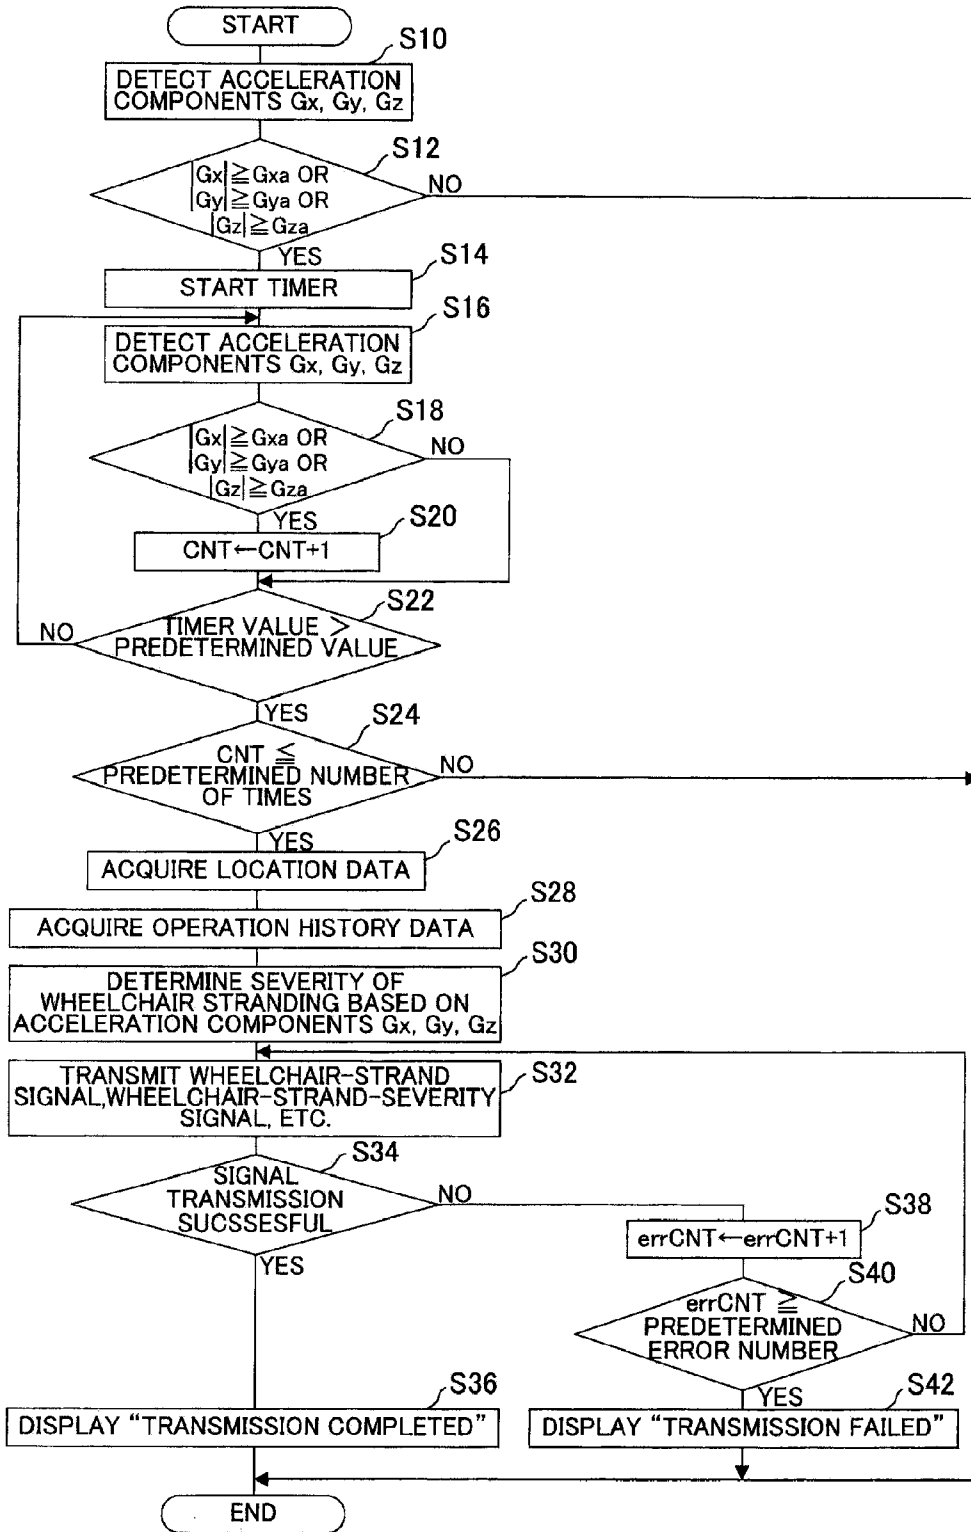 START
S10
DETECT ACCELERATION
COMPONENTS Gx, Gy, Gz
S12
|Gx|≧Gxa OR
|Gy|≧Gya OR
|Gz|≧Gza
NO
YES
S14
START TIMER
S16
DETECT ACCELERATION
COMPONENTS Gx, Gy, Gz
S18
|Gx|≧Gxa OR
|Gy|≧Gya OR
|Gz|≧Gza
NO
YES
S20
CNT←CNT+1
S22
TIMER VALUE >
PREDETERMINED VALUE
NO
YES
S24
CNT ≦
PREDETERMINED NUMBER
OF TIMES
NO
YES
S26
ACQUIRE LOCATION DATA
S28
ACQUIRE OPERATION HISTORY DATA
S30
DETERMINE SEVERITY OF
WHEELCHAIR STRANDING BASED ON
ACCELERATION COMPONENTS Gx, Gy, Gz
S32
TRANSMIT WHEELCHAIR-STRAND
SIGNAL,WHEELCHAIR-STRAND-SEVERITY
SIGNAL, ETC.
S34
SIGNAL
TRANSMISSION
SUCSSESFUL
NO
YES
S38
errCNT←errCNT+1
S40
errCNT ≧
PREDETERMINED
ERROR NUMBER
NO
YES
S36
DISPLAY “TRANSMISSION COMPLETED”
S42
DISPLAY “TRANSMISSION FAILED”
END